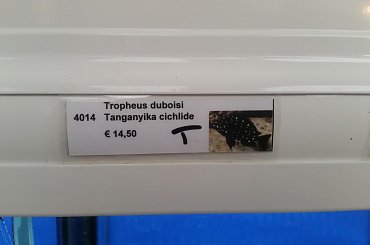 Tropheus duboisi
4014 Tanganyika cichlide
€ 14,50
T